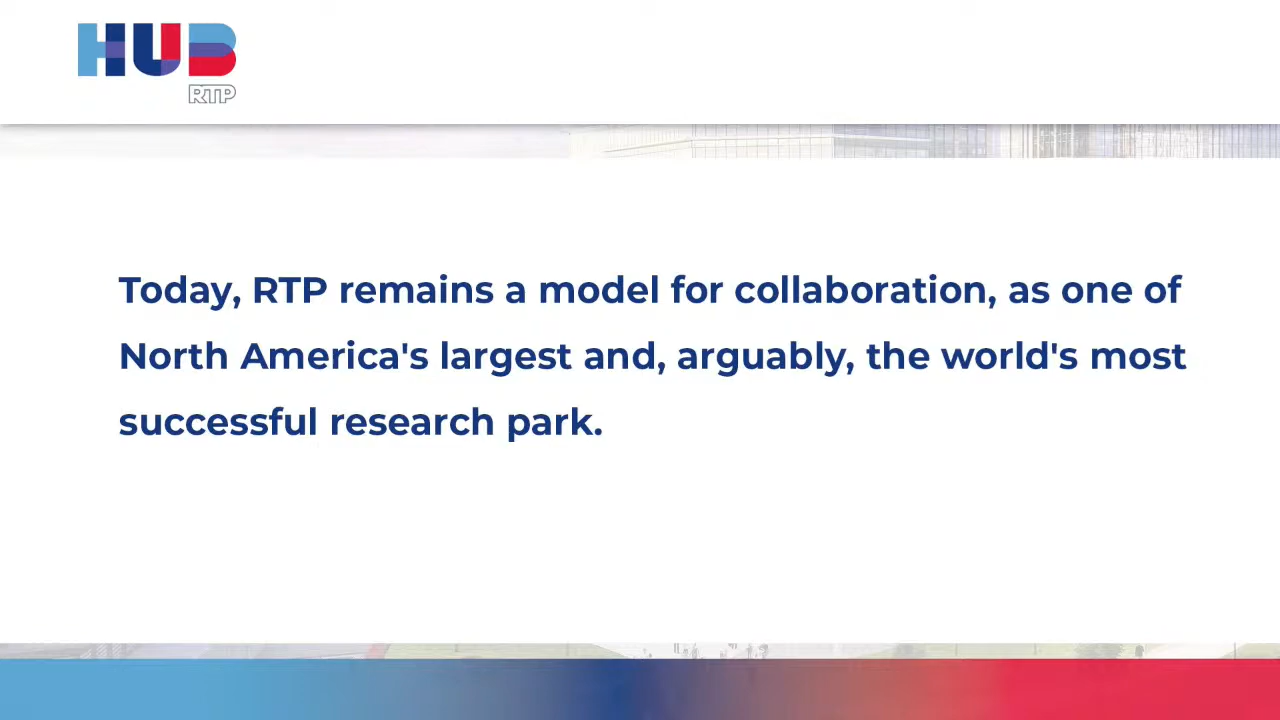 HUB
RTP
Today, RTP remains a model for collaboration, as one of
North America's largest and, arguably, the world's most
successful research park.